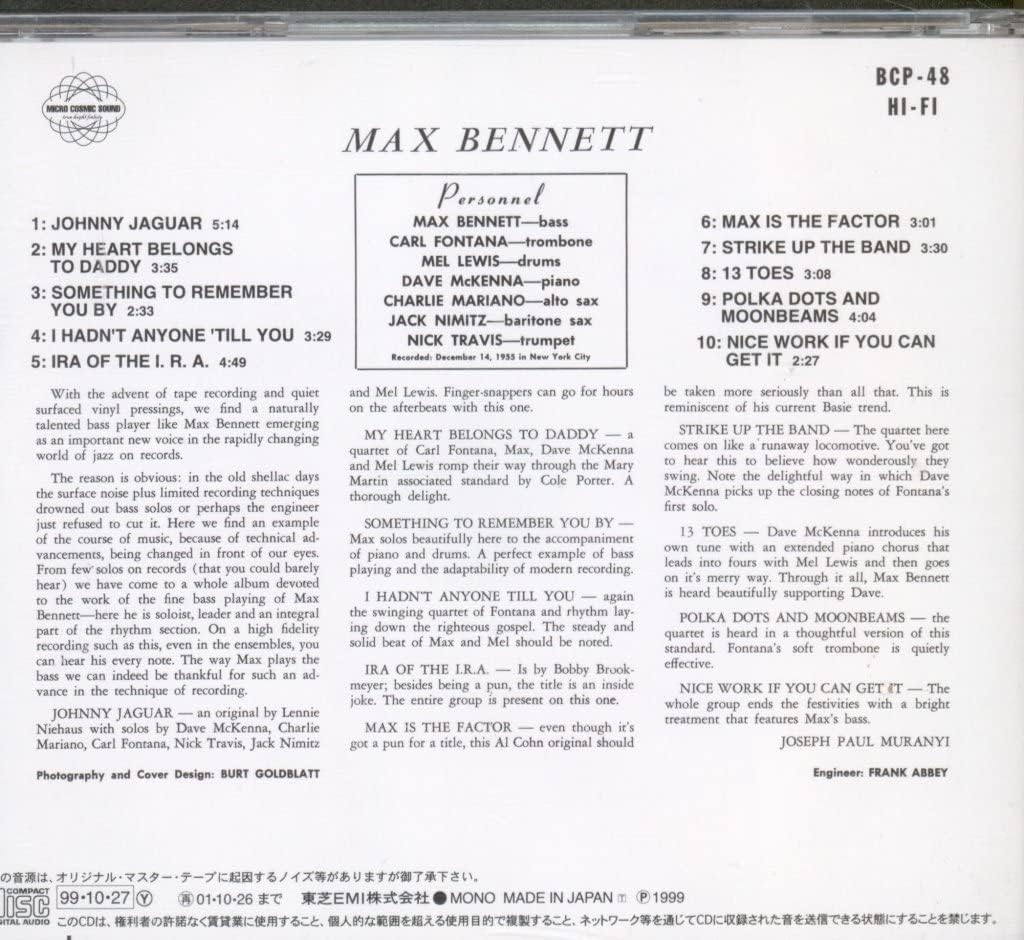 MICRO COSMIC SOUND
true high fidelity
BCP-48
HI-FI
MAX BENNETT
1: JOHNNY JAGUAR 5:14
2: MY HEART BELONGS
TO DADDY 3:35
3: SOMETHING TO REMEMBER
YOU BY 2:33
4: I HADN'T ANYONE 'TILL YOU 3:29
5: IRA OF THE I. R. A. 4:49
Personnel
MAX BENNETT—bass
CARL FONTANA—trombone
MEL LEWIS—drums
DAVE McKENNA—piano
CHARLIE MARIANO—alto sax
JACK NIMITZ—baritone sax
NICK TRAVIS—trumpet
Recorded: December 14, 1955 in New York City
6: MAX IS THE FACTOR 3:01
7: STRIKE UP THE BAND 3:30
8: 13 TOES 3:08
9: POLKA DOTS AND
MOONBEAMS 4:04
10: NICE WORK IF YOU CAN
GET IT 2:27
With the advent of tape recording and quiet
surfaced vinyl pressings, we find a naturally
talented bass player like Max Bennett emerging
as an important new voice in the rapidly changing
world of jazz on records.
The reason is obvious: in the old shellac days
the surface noise plus limited recording techniques
drowned out bass solos or perhaps the engineer
just refused to cut it. Here we find an example
of the course of music, because of technical ad-
vancements, being changed in front of our eyes.
From few solos on records (that you could barely
hear) we have come to a whole album devoted
to the work of the fine bass playing of Max
Bennett—here he is soloist, leader and an integral
part of the rhythm section. On a high fidelity
recording such as this, even in the ensembles, you
can hear his every note. The way Max plays the
bass we can indeed be thankful for such an ad-
vance in the technique of recording.
JOHNNY JAGUAR — an original by Lennie
Niehaus with solos by Dave McKenna, Charlie
Mariano, Carl Fontana, Nick Travis, Jack Nimitz
and Mel Lewis. Finger-snappers can go for hours
on the afterbeats with this one.
MY HEART BELONGS TO DADDY — a
quartet of Carl Fontana, Max, Dave McKenna
and Mel Lewis romp their way through the Mary
Martin associated standard by Cole Porter. A
thorough delight.
SOMETHING TO REMEMBER YOU BY —
Max solos beautifully here to the accompaniment
of piano and drums. A perfect example of bass
playing and the adaptability of modern recording.
I HADN'T ANYONE TILL YOU — again
the swinging quartet of Fontana and rhythm lay-
ing down the righteous gospel. The steady and
solid beat of Max and Mel should be noted.
IRA OF THE I.R.A. — Is by Bobby Brook-
meyer; besides being a pun, the title is an inside
joke. The entire group is present on this one.
MAX IS THE FACTOR — even though it's
got a pun for a title, this Al Cohn original should
be taken more seriously than all that. This is
reminiscent of his current Basie trend.
STRIKE UP THE BAND — The quartet here
comes on like a runaway locomotive. You've got
to hear this to believe how wonderously they
swing. Note the delightful way in which Dave
McKenna picks up the closing notes of Fontana's
first solo.
13 TOES — Dave McKenna introduces his
own tune with an extended piano chorus that
leads into fours with Mel Lewis and then goes
on it's merry way. Through it all, Max Bennett
is heard beautifully supporting Dave.
POLKA DOTS AND MOONBEAMS — the
quartet is heard in a thoughtful version of this
standard. Fontana's soft trombone is quietly
effective.
NICE WORK IF YOU CAN GET IT — The
whole group ends the festivities with a bright
treatment that features Max's bass.
JOSEPH PAUL MURANYI
Photography and Cover Design: BURT GOLDBLATT
Engineer: FRANK ABBEY
の音源は、オリジナル・マスター・テープに起因するノイズ等がありますが御了承下さい。
COMPACT
disc
DIGITAL AUDIO
99・10・27 Ⓨ ㊢01・10・26 まで 東芝EMI株式会社 ● MONO MADE IN JAPAN Ⓟ 1999
このCDは、権利者の許諾なく賃貸業に使用すること、個人的な範囲を超える使用目的で複製すること、ネットワーク等を通じてCDに収録された音を送信できる状態にすることを禁じます。